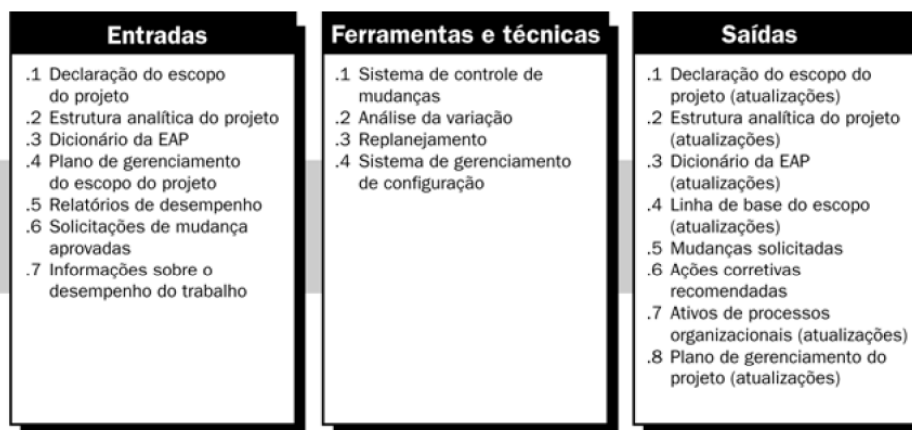 Entradas
.1 Declaração do escopo
do projeto
.2 Estrutura analítica do projeto
.3 Dicionário da EAP
.4 Plano de gerenciamento
do escopo do projeto
.5 Relatórios de desempenho
.6 Solicitações de mudança
aprovadas
.7 Informações sobre o
desempenho do trabalho
Ferramentas e técnicas
.1 Sistema de controle de
mudanças
.2 Análise da variação
.3 Replanejamento
.4 Sistema de gerenciamento
de configuração
Saídas
.1 Declaração do escopo do
projeto (atualizações)
.2 Estrutura analítica do projeto
(atualizações)
.3 Dicionário da EAP
(atualizações)
.4 Linha de base do escopo
(atualizações)
.5 Mudanças solicitadas
.6 Ações corretivas
recomendadas
.7 Ativos de processos
organizacionais (atualizações)
.8 Plano de gerenciamento do
projeto (atualizações)